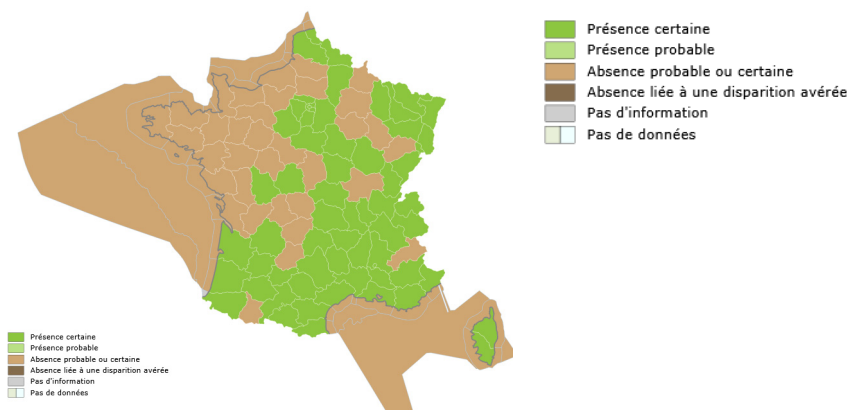 Présence certaine
Présence probable
Absence probable ou certaine
Absence liée à une disparition avérée
Pas d'information
Pas de données
Présence certaine
Présence probable
Absence probable ou certaine
Absence liée à une disparition avérée
Pas d'information
Pas de données